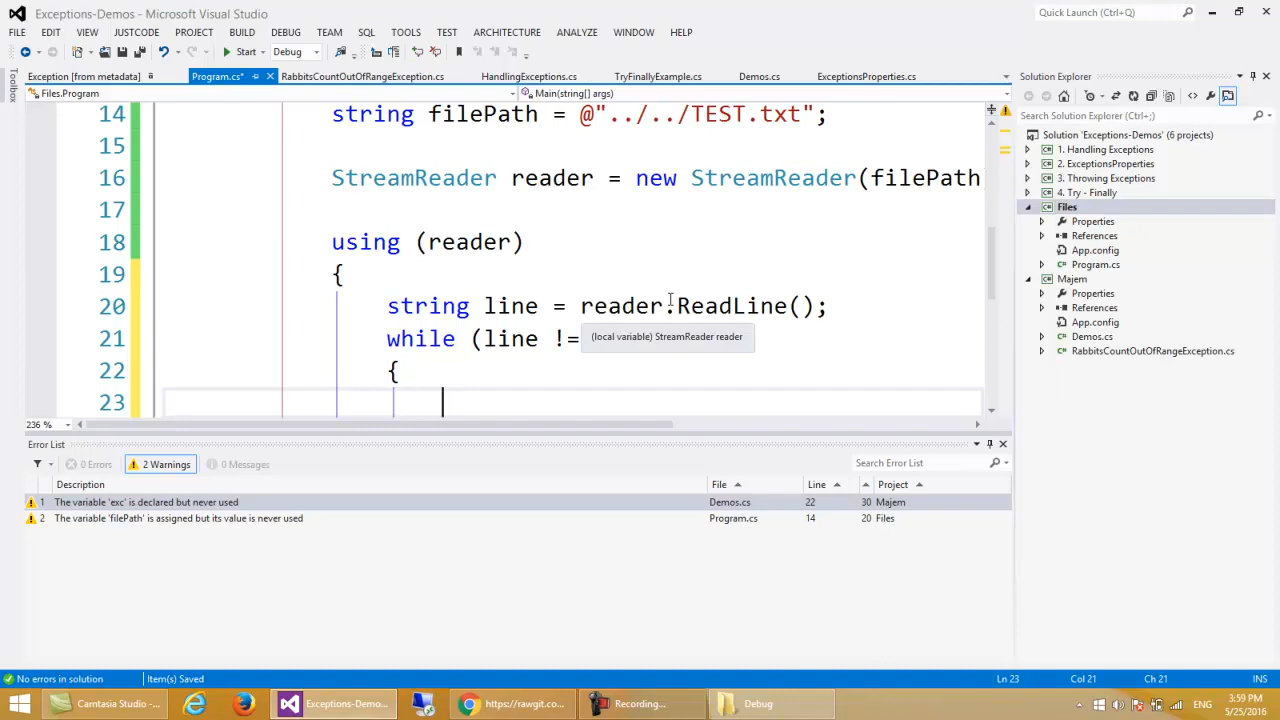 Exceptions-Demos - Microsoft Visual Studio
Quick Launch (Ctrl+Q)
FILE EDIT VIEW JUSTCODE PROJECT BUILD DEBUG TEAM SQL TOOLS TEST ARCHITECTURE ANALYZE WINDOW HELP
Start Debug
Toolbox
Exception [from metadata] Program.cs* RabbitsCountOutOfRangeException.cs HandlingExceptions.cs TryFinallyExample.cs Demos.cs ExceptionsProperties.cs
Files.Program Main(string[] args)
14 string filePath = @"../../TEST.txt";
15
16 StreamReader reader = new StreamReader(filePath
17
18 using (reader)
19 {
20 string line = reader.ReadLine();
21 while (line !=
(local variable) StreamReader reader
22 {
23
236 %
Solution Explorer
Search Solution Explorer (Ctrl+;)
Solution 'Exceptions-Demos' (6 projects)
1. Handling Exceptions
2. ExceptionsProperties
3. Throwing Exceptions
4. Try - Finally
Files
Properties
References
App.config
Program.cs
Majem
Properties
References
App.config
Demos.cs
RabbitsCountOutOfRangeException.cs
Error List
0 Errors 2 Warnings 0 Messages
Search Error List
Description File Line Project
1 The variable 'exc' is declared but never used Demos.cs 22 30 Majem
2 The variable 'filePath' is assigned but its value is never used Program.cs 14 20 Files
No errors in solution Item(s) Saved Ln 23 Col 21 Ch 21 INS
Camtasia Studio -... Exceptions-Demo... https://rawgit.co... Recording... Debug
ENG
3:59 PM
5/25/2016